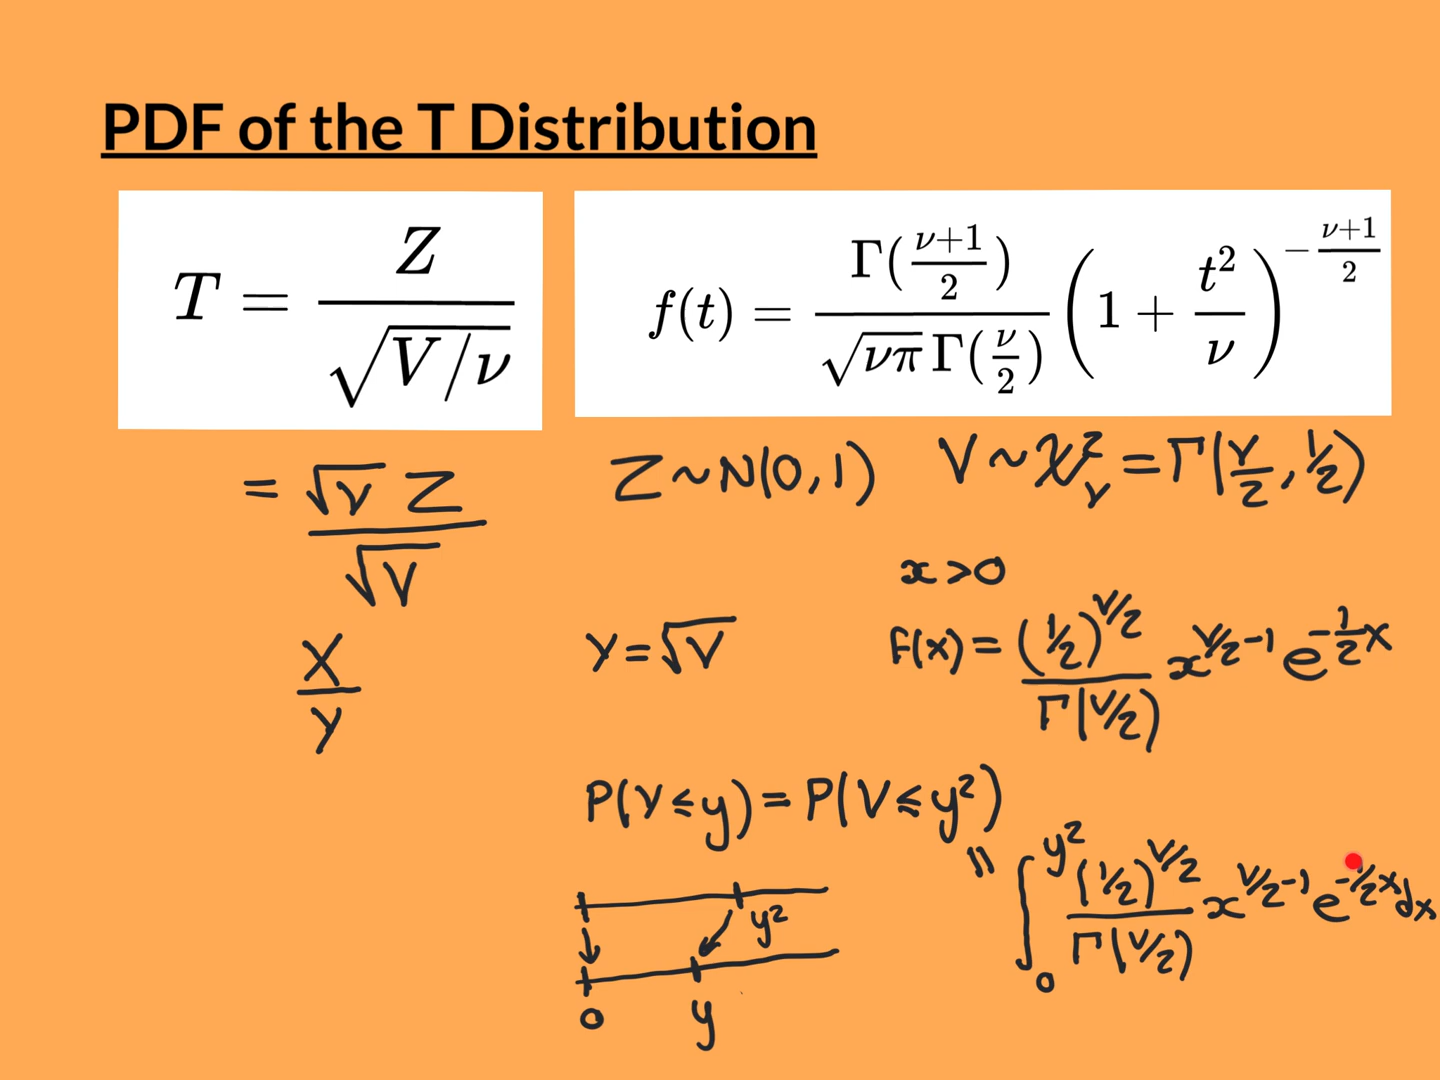 PDF of the T Distribution
T = Z / √(V/ν)
f(t) = Γ((ν+1)/2) / (√(νπ) Γ(ν/2)) (1 + t²/ν)^(−(ν+1)/2)
= √ν Z / √V
Z ~ N(0, 1)
V ~ χ²_ν = Γ(ν/2, 1/2)
x > 0
X / Y
Y = √V
f(x) = (1/2)^(ν/2) / Γ(ν/2) x^(ν/2−1) e^(−1/2 x)
P(Y ≤ y) = P(V ≤ y²)
= ∫₀^(y²) (1/2)^(ν/2) / Γ(ν/2) x^(ν/2−1) e^(−1/2 x) dx
y²
0 y